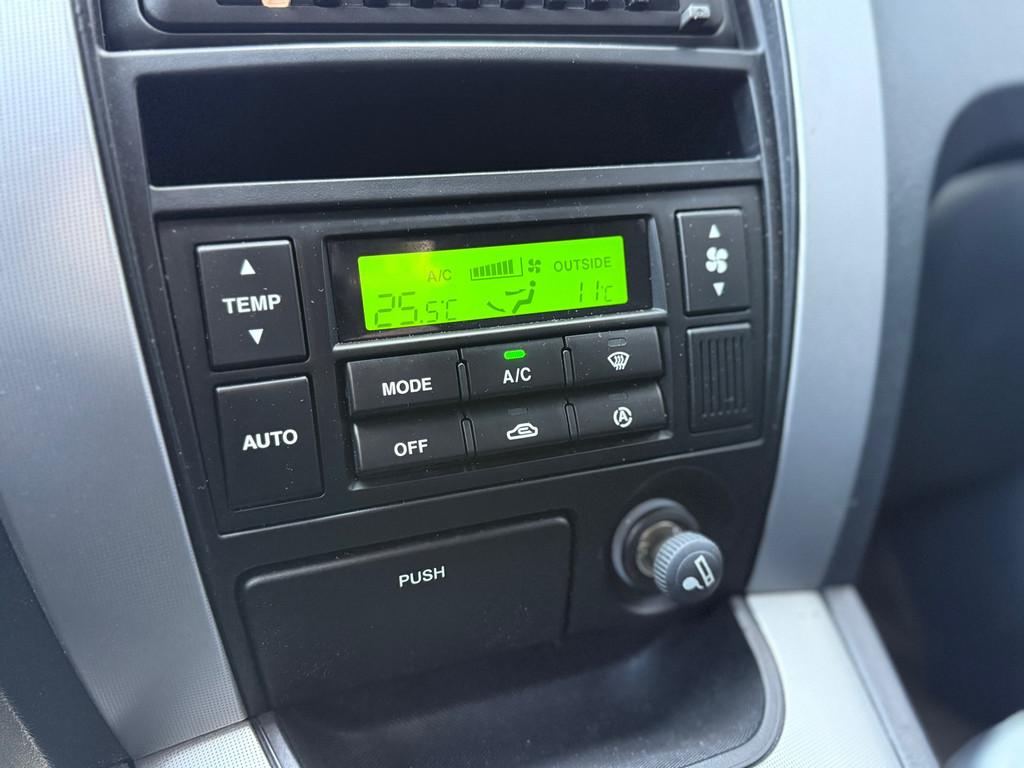 A/C
OUTSIDE
25.5°C
11°C
TEMP
MODE
A/C
AUTO
OFF
A
PUSH